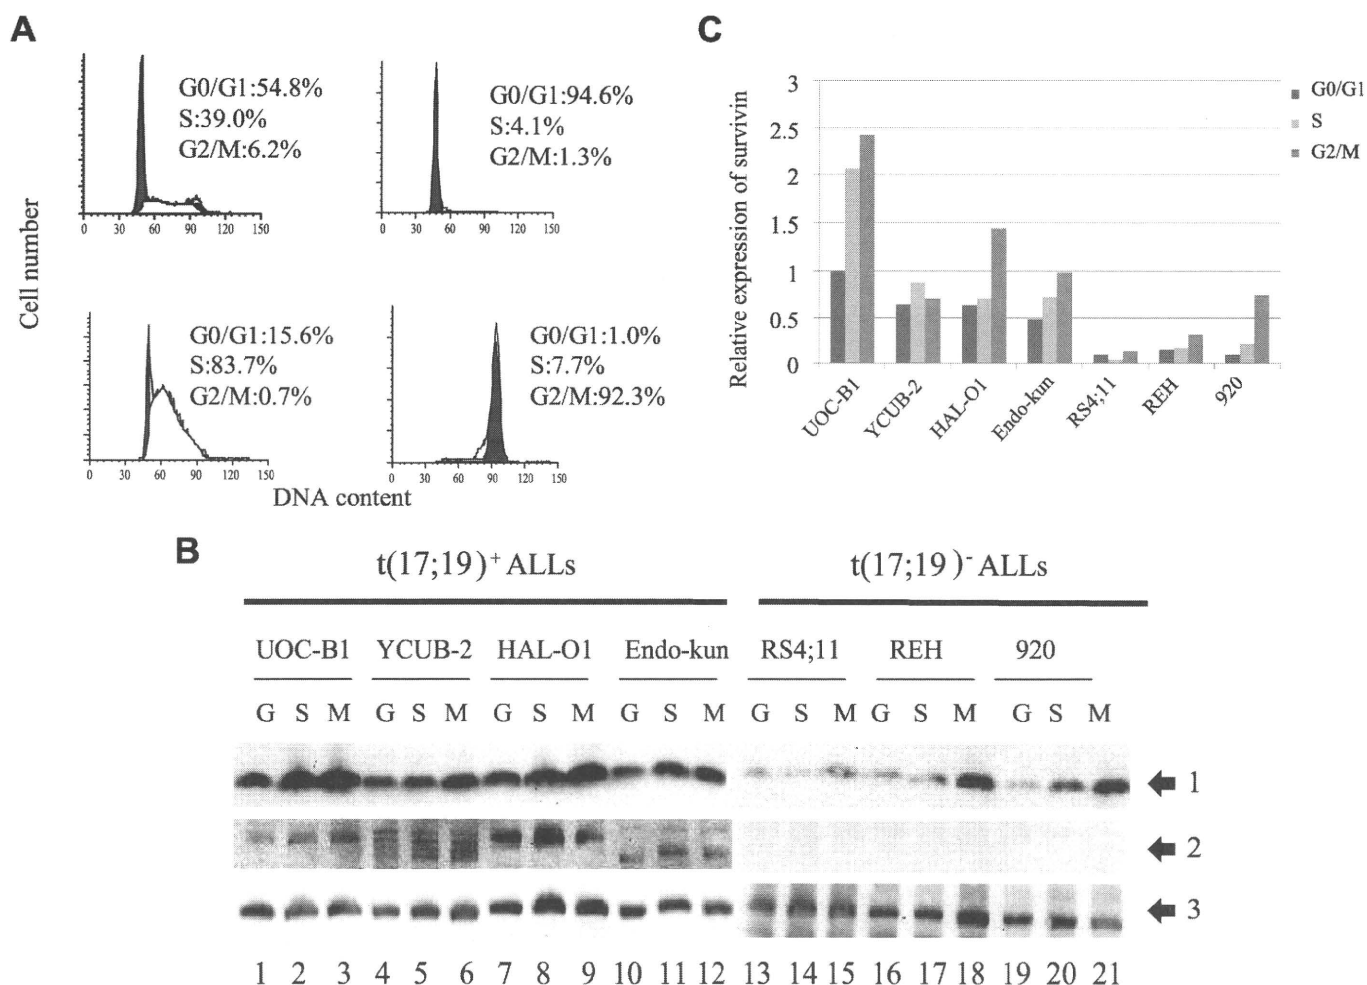 A
G0/G1:54.8%
S:39.0%
G2/M:6.2%
0 30 60 90 120 150
G0/G1:94.6%
S:4.1%
G2/M:1.3%
0 30 60 90 120 150
G0/G1:15.6%
S:83.7%
G2/M:0.7%
0 30 60 90 120 150
G0/G1:1.0%
S:7.7%
G2/M:92.3%
0 30 60 90 120 150
Cell number
DNA content
C
Relative expression of survivin
3
2.5
2
1.5
1
0.5
0
UOC-B1 YCUB-2 HAL-O1 Endo-kun RS4;11 REH 920
G0/G1
S
G2/M
B
t(17;19)+ ALLs t(17;19)- ALLs
UOC-B1 YCUB-2 HAL-O1 Endo-kun RS4;11 REH 920
G S M G S M G S M G S M G S M G S M G S M
1
2
3
1 2 3 4 5 6 7 8 9 10 11 12 13 14 15 16 17 18 19 20 21